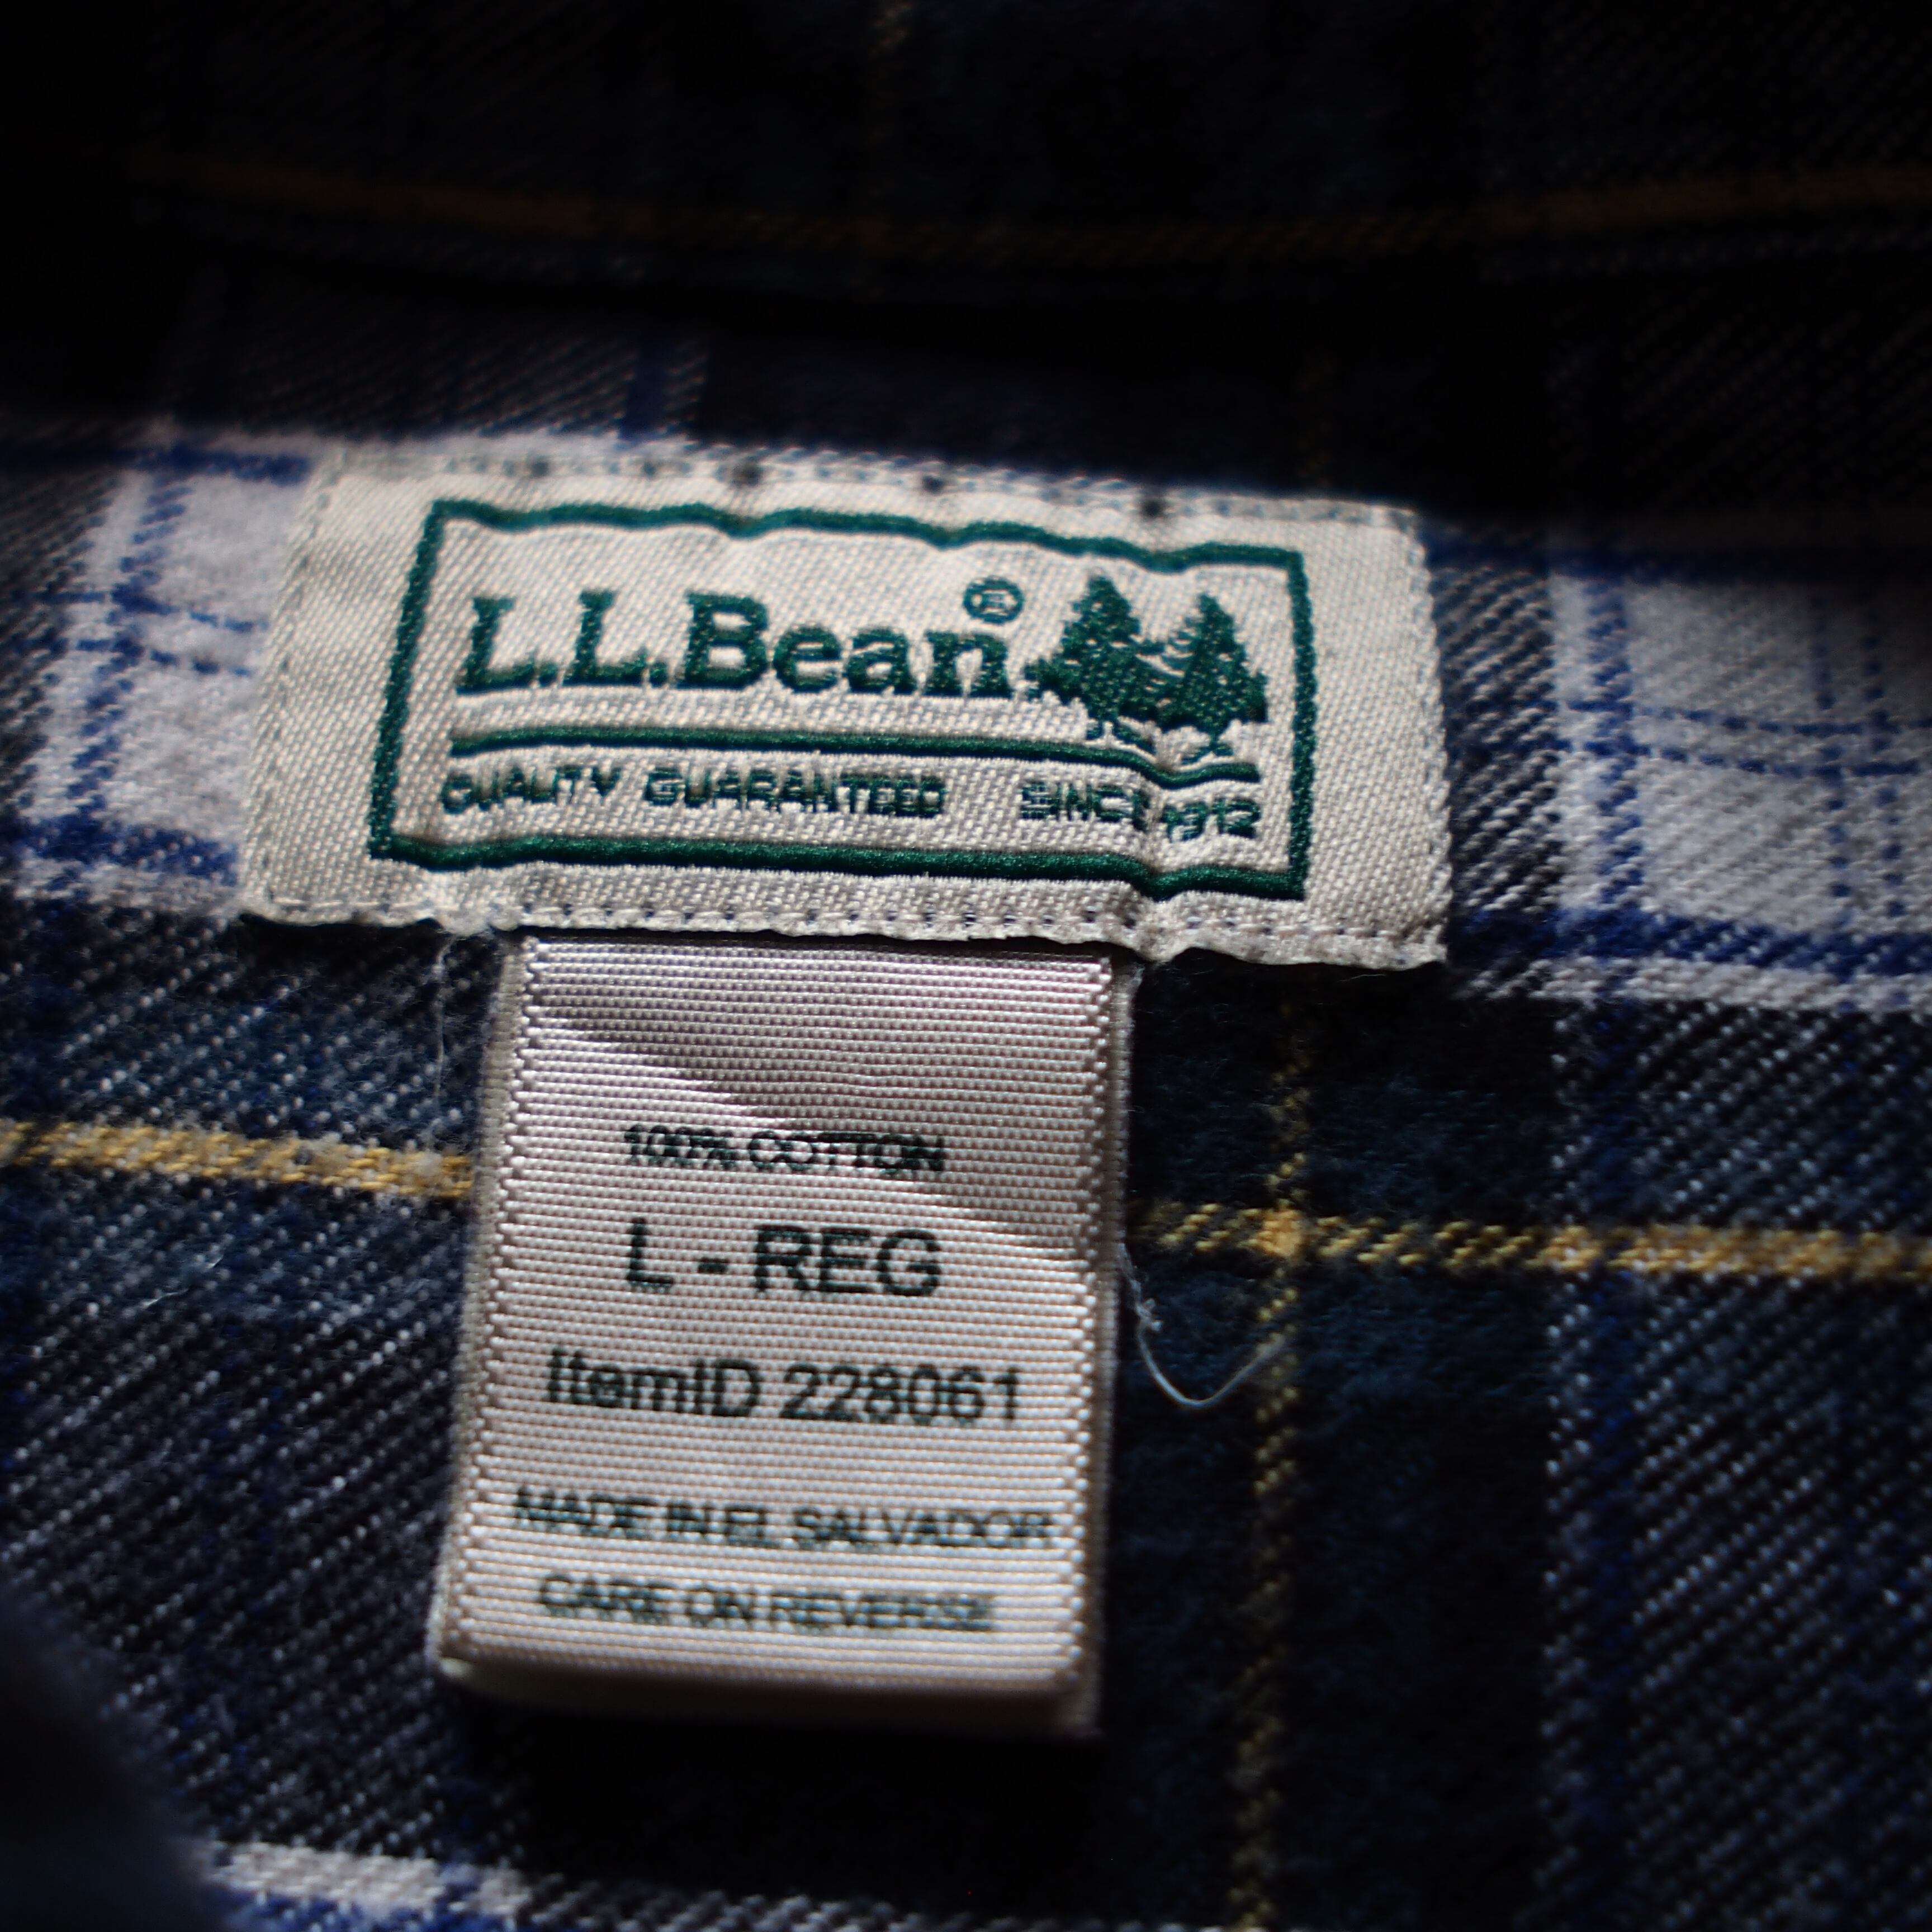 L.L.Bean®
QUALITY GUARANTEED SINCE 1912
100% COTTON
L - REG
ItemID 228061
MADE IN EL SALVADOR
CARE ON REVERSE